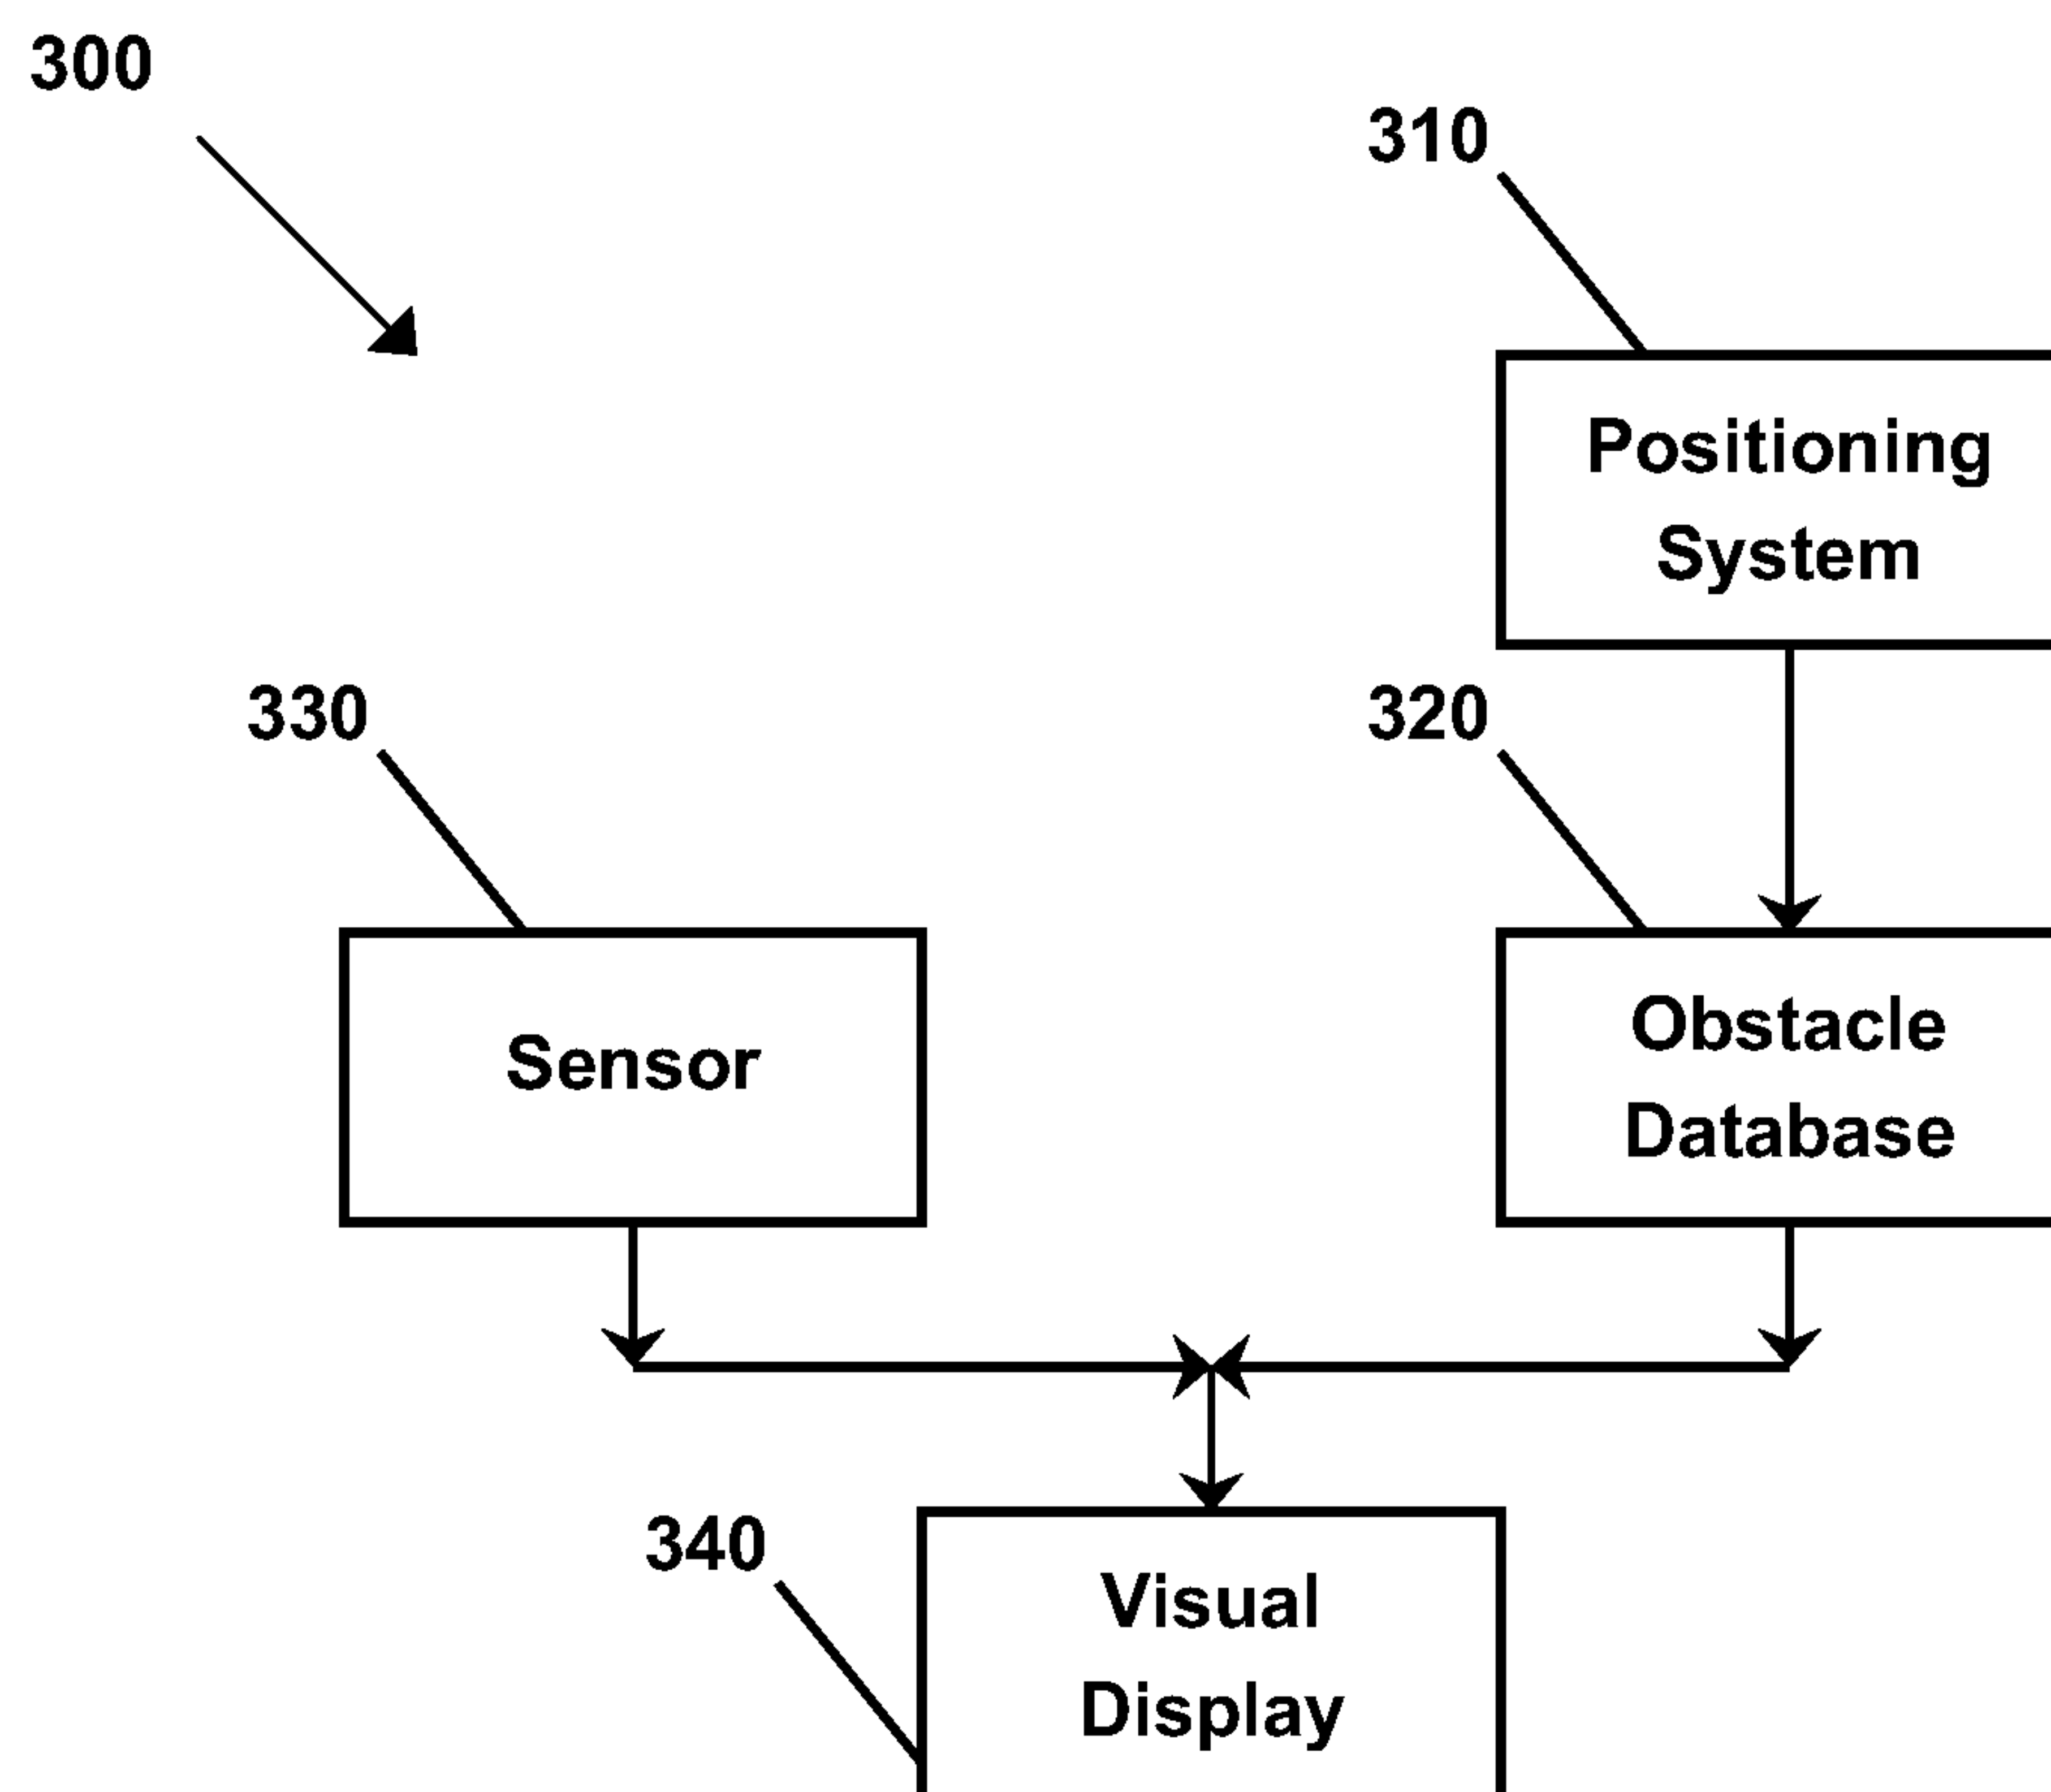 300
310
Positioning
System
330
320
Sensor
Obstacle
Database
340
Visual
Display